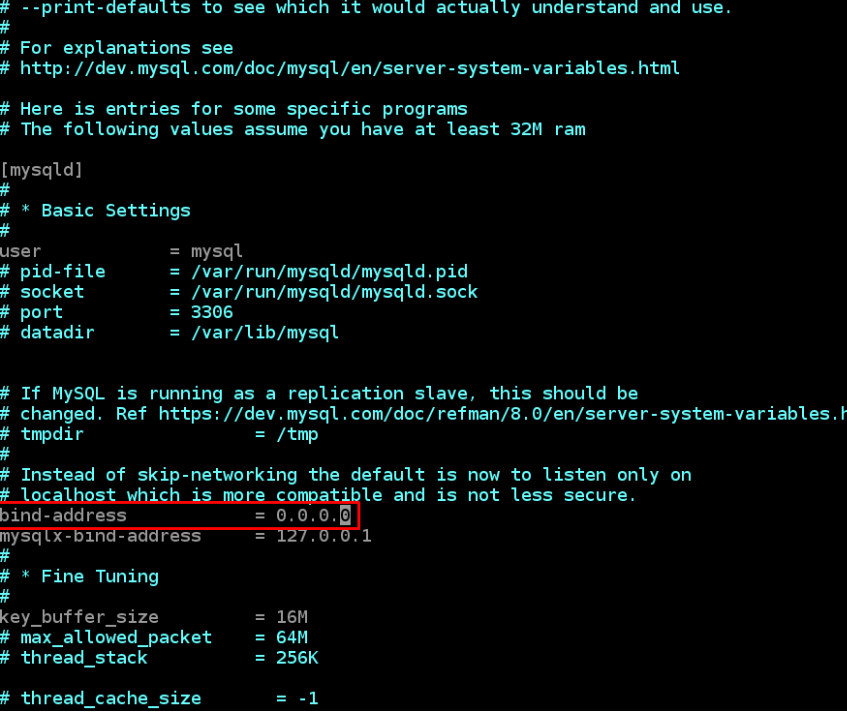 # --print-defaults to see which it would actually understand and use.
#
# For explanations see
# http://dev.mysql.com/doc/mysql/en/server-system-variables.html

# Here is entries for some specific programs
# The following values assume you have at least 32M ram

[mysqld]
#
# * Basic Settings
#
user            = mysql
# pid-file      = /var/run/mysqld/mysqld.pid
# socket        = /var/run/mysqld/mysqld.sock
# port          = 3306
# datadir       = /var/lib/mysql


# If MySQL is running as a replication slave, this should be
# changed. Ref https://dev.mysql.com/doc/refman/8.0/en/server-system-variables.h
# tmpdir                = /tmp
#
# Instead of skip-networking the default is now to listen only on
# localhost which is more compatible and is not less secure.
bind-address            = 0.0.0.0
mysqlx-bind-address     = 127.0.0.1
#
# * Fine Tuning
#
key_buffer_size         = 16M
# max_allowed_packet    = 64M
# thread_stack          = 256K

# thread_cache_size       = -1